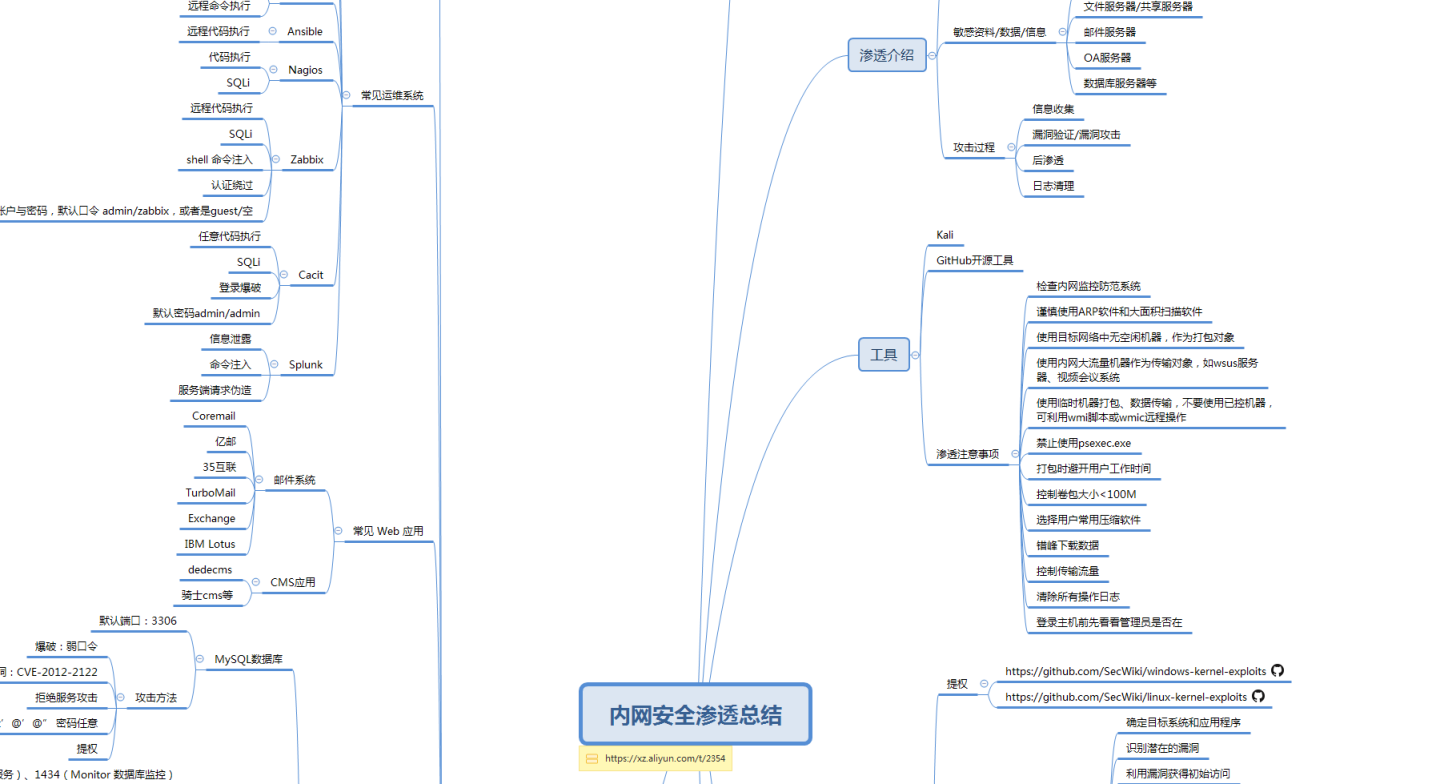 远程命令执行
远程代码执行
Ansible
代码执行
SQLi
Nagios
常见运维系统
远程代码执行
SQLi
shell 命令注入
认证绕过
账户与密码，默认口令 admin/zabbix，或者是guest/空
Zabbix
任意代码执行
SQLi
登录爆破
默认密码admin/admin
Cacit
信息泄露
命令注入
服务端请求伪造
Splunk
Coremail
亿邮
35互联
TurboMail
Exchange
IBM Lotus
邮件系统
常见 Web 应用
dedecms
骑士cms等
CMS应用
默认端口：3306
MySQL数据库
爆破：弱口令
：CVE-2012-2122
拒绝服务攻击
' @' @" 密码任意
提权
攻击方法
务）、1434（Monitor 数据库监控）
渗透介绍
敏感资料/数据/信息
文件服务器/共享服务器
邮件服务器
OA服务器
数据库服务器等
攻击过程
信息收集
漏洞验证/漏洞攻击
后渗透
日志清理
工具
Kali
GitHub开源工具
渗透注意事项
检查内网监控防范系统
谨慎使用ARP软件和大面积扫描软件
使用目标网络中无空闲机器，作为打包对象
使用内网大流量机器作为传输对象，如wsus服务
器、视频会议系统
使用临时机器打包、数据传输，不要使用已控机器，
可利用wmi脚本或wmic远程操作
禁止使用psexec.exe
打包时避开用户工作时间
控制卷包大小<100M
选择用户常用压缩软件
错峰下载数据
控制传输流量
清除所有操作日志
登录主机前先看看管理员是否在
内网安全渗透总结
https://xz.aliyun.com/t/2354
提权
https://github.com/SecWiki/windows-kernel-exploits
https://github.com/SecWiki/linux-kernel-exploits
确定目标系统和应用程序
识别潜在的漏洞
利用漏洞获得初始访问